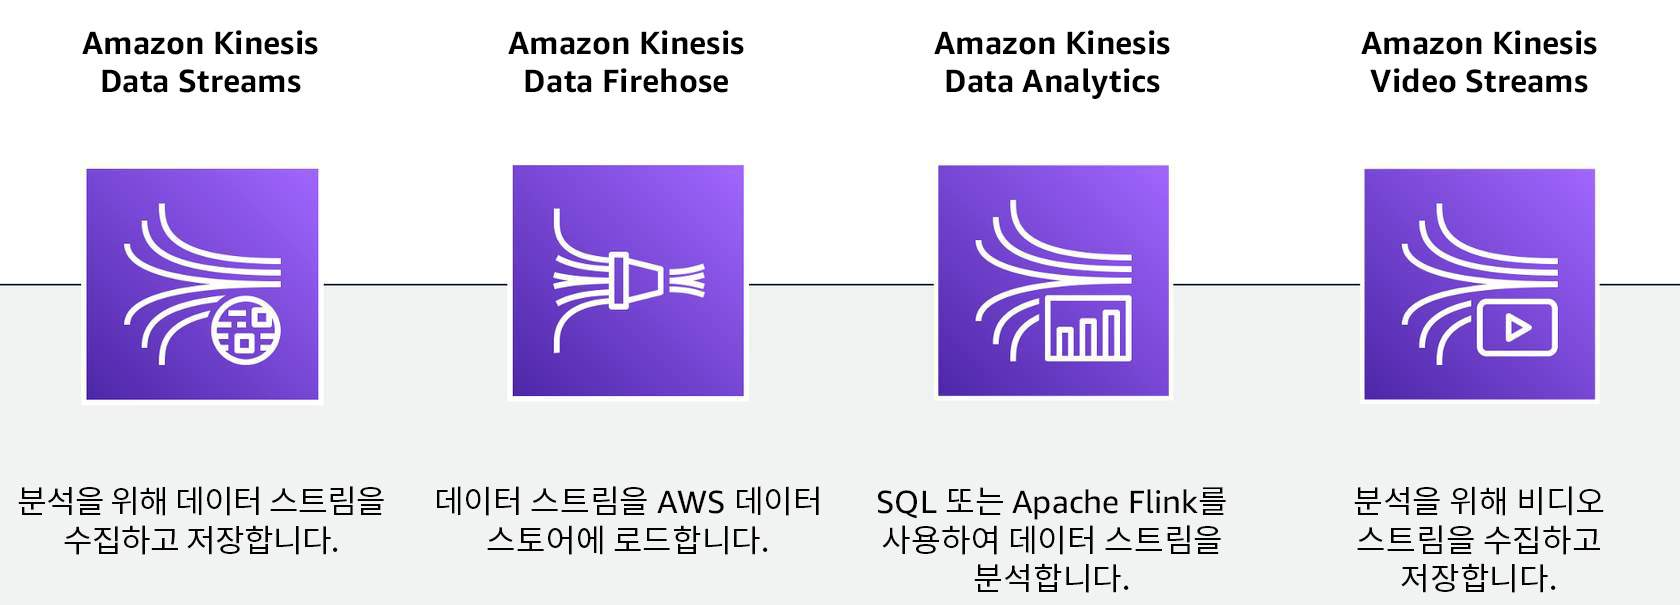 Amazon Kinesis
Data Streams
Amazon Kinesis
Data Firehose
Amazon Kinesis
Data Analytics
Amazon Kinesis
Video Streams
분석을 위해 데이터 스트림을
수집하고 저장합니다.
데이터 스트림을 AWS 데이터
스토어에 로드합니다.
SQL 또는 Apache Flink를
사용하여 데이터 스트림을
분석합니다.
분석을 위해 비디오
스트림을 수집하고
저장합니다.